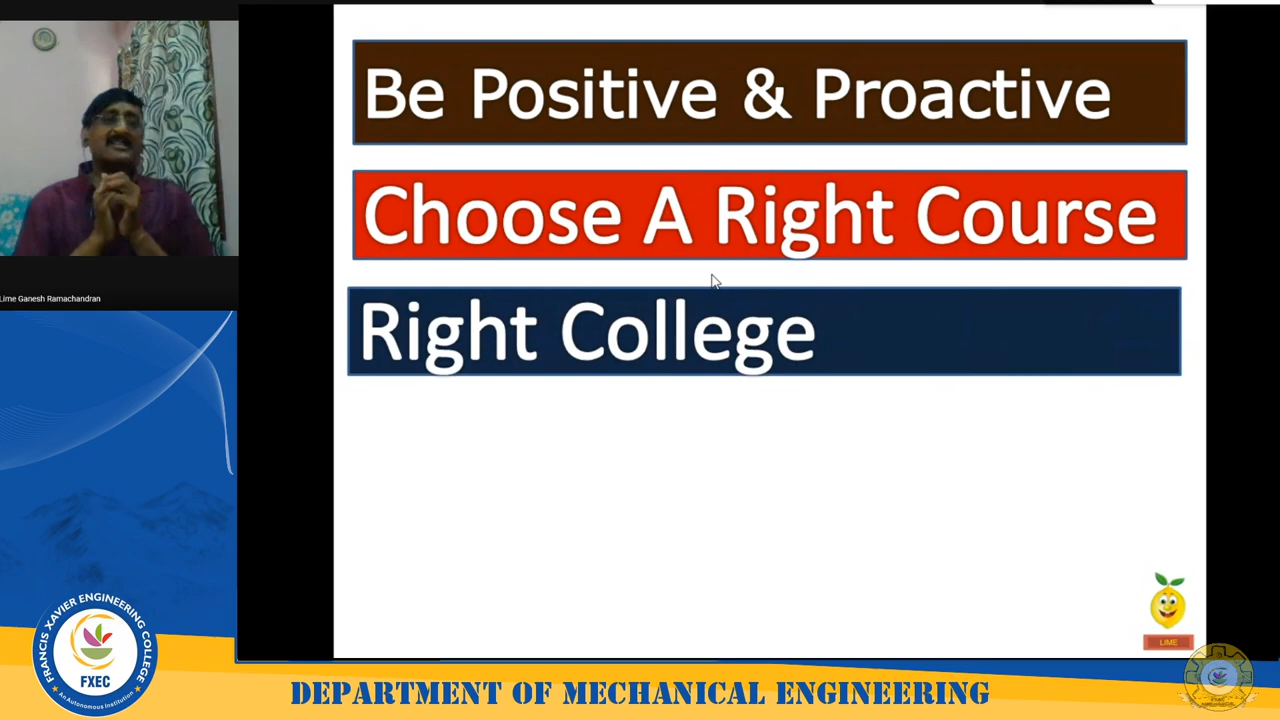 Be Positive & Proactive
Choose A Right Course
Right College
Lime Ganesh Ramachandran
LIME
FRANCIS XAVIER ENGINEERING COLLEGE
FXEC
An Autonomous Institution
DEPARTMENT OF MECHANICAL ENGINEERING